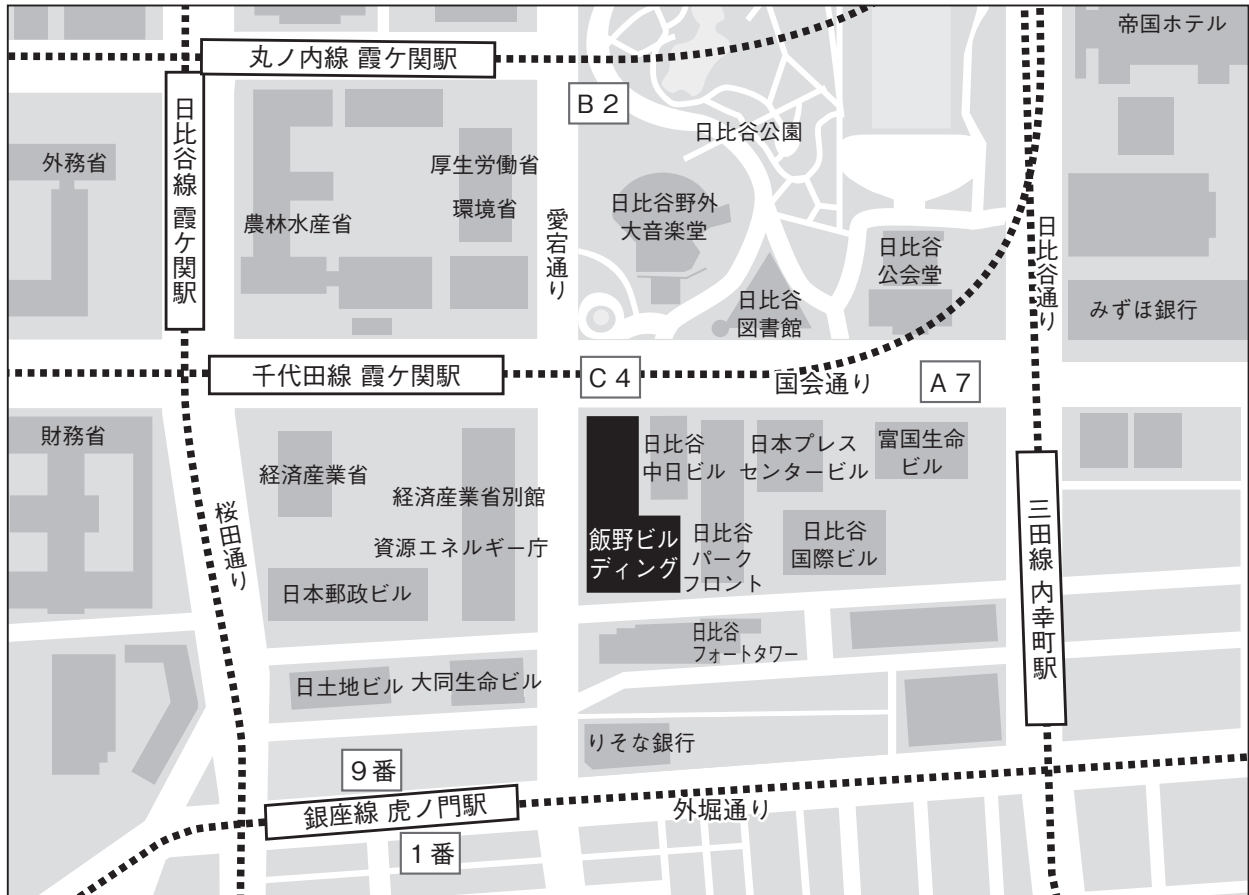 帝国ホテル
丸ノ内線 霞ケ関駅
B 2
日比谷線 霞ケ関駅
日比谷公園
外務省
厚生労働省
環境省
農林水産省
愛宕通り
日比谷野外
大音楽堂
日比谷
公会堂
日比谷通り
日比谷
図書館
みずほ銀行
千代田線 霞ケ関駅
C 4
国会通り
A 7
財務省
経済産業省
経済産業省別館
日比谷
中日ビル
日本プレス
センタービル
富国生命
ビル
桜田通り
資源エネルギー庁
飯野ビル
ディング
日比谷
パーク
フロント
日比谷
国際ビル
三田線 内幸町駅
日本郵政ビル
日比谷
フォートタワー
日土地ビル
大同生命ビル
りそな銀行
9番
銀座線 虎ノ門駅
外堀通り
1番